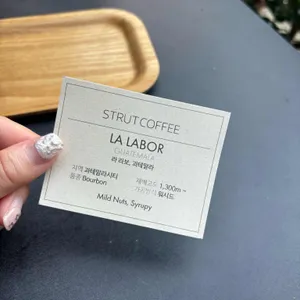 STRUT COFFEE
LA LABOR
GUATEMALA
라 라보, 과테말라
지역 과테말라시티 재배고도 1,300m ~
품종 Bourbon 가공방식 워시드
Mild Nuts, Syrupy